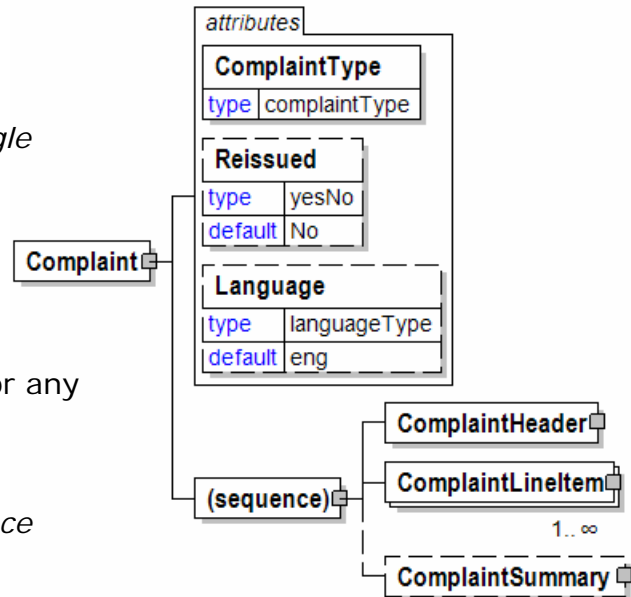 attributes
ComplaintType
type complaintType
gle
Reissued
type yesNo
default No
Complaint
Language
type languageType
default eng
or any
ComplaintHeader
(sequence)
ComplaintLineItem
ce
1.. ∞
ComplaintSummary